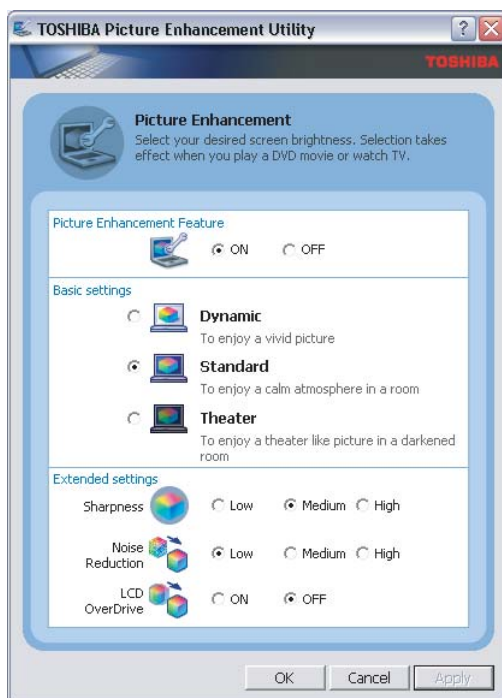 TOSHIBA Picture Enhancement Utility
TOSHIBA
Picture Enhancement
Select your desired screen brightness. Selection takes
effect when you play a DVD movie or watch TV.
Picture Enhancement Feature
ON OFF
Basic settings
Dynamic
To enjoy a vivid picture
Standard
To enjoy a calm atmosphere in a room
Theater
To enjoy a theater like picture in a darkened
room
Extended settings
Sharpness Low Medium High
Noise
Reduction Low Medium High
LCD
OverDrive ON OFF
OK Cancel Apply